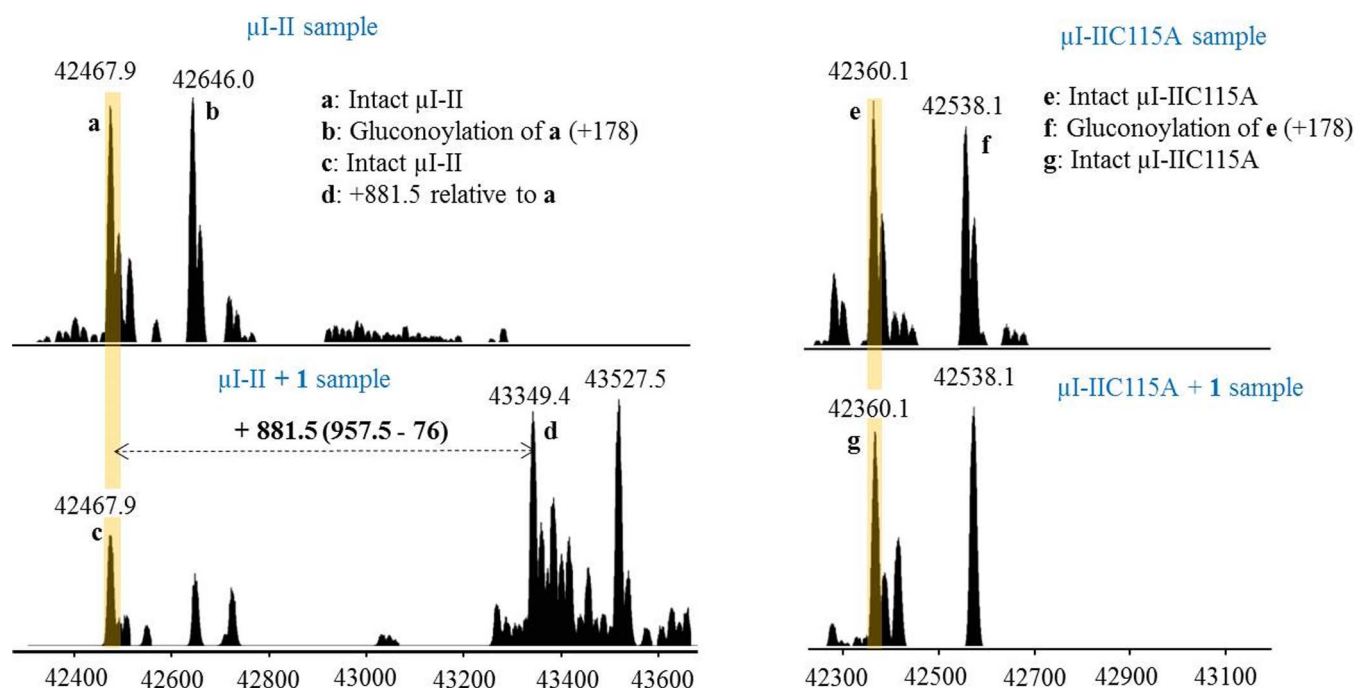 µI-II sample
42467.9
42646.0
a
b
a: Intact µI-II
b: Gluconoylation of a (+178)
c: Intact µI-II
d: +881.5 relative to a
µI-IIC115A sample
42360.1
42538.1
e
f
e: Intact µI-IIC115A
f: Gluconoylation of e (+178)
g: Intact µI-IIC115A
µI-II + 1 sample
43349.4
43527.5
+ 881.5 (957.5 - 76)
d
42467.9
c
42400 42600 42800 43000 43200 43400 43600
42538.1
µI-IIC115A + 1 sample
42360.1
g
42300 42500 42700 42900 43100